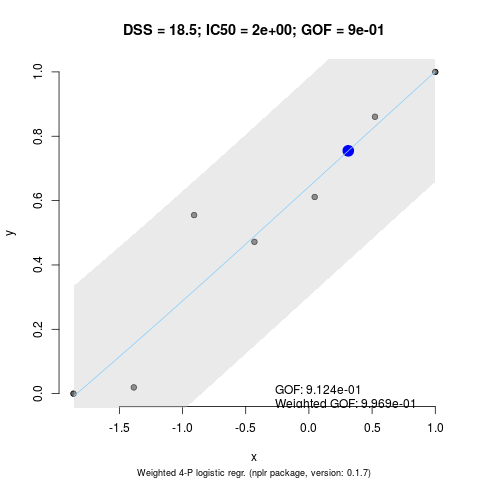 DSS = 18.5; IC50 = 2e+00; GOF = 9e-01
1.0
0.8
0.6
0.4
0.2
0.0
y
GOF: 9.124e-01
Weighted GOF: 9.969e-01
-1.5 -1.0 -0.5 0.0 0.5 1.0
x
Weighted 4-P logistic regr. (nplr package, version: 0.1.7)